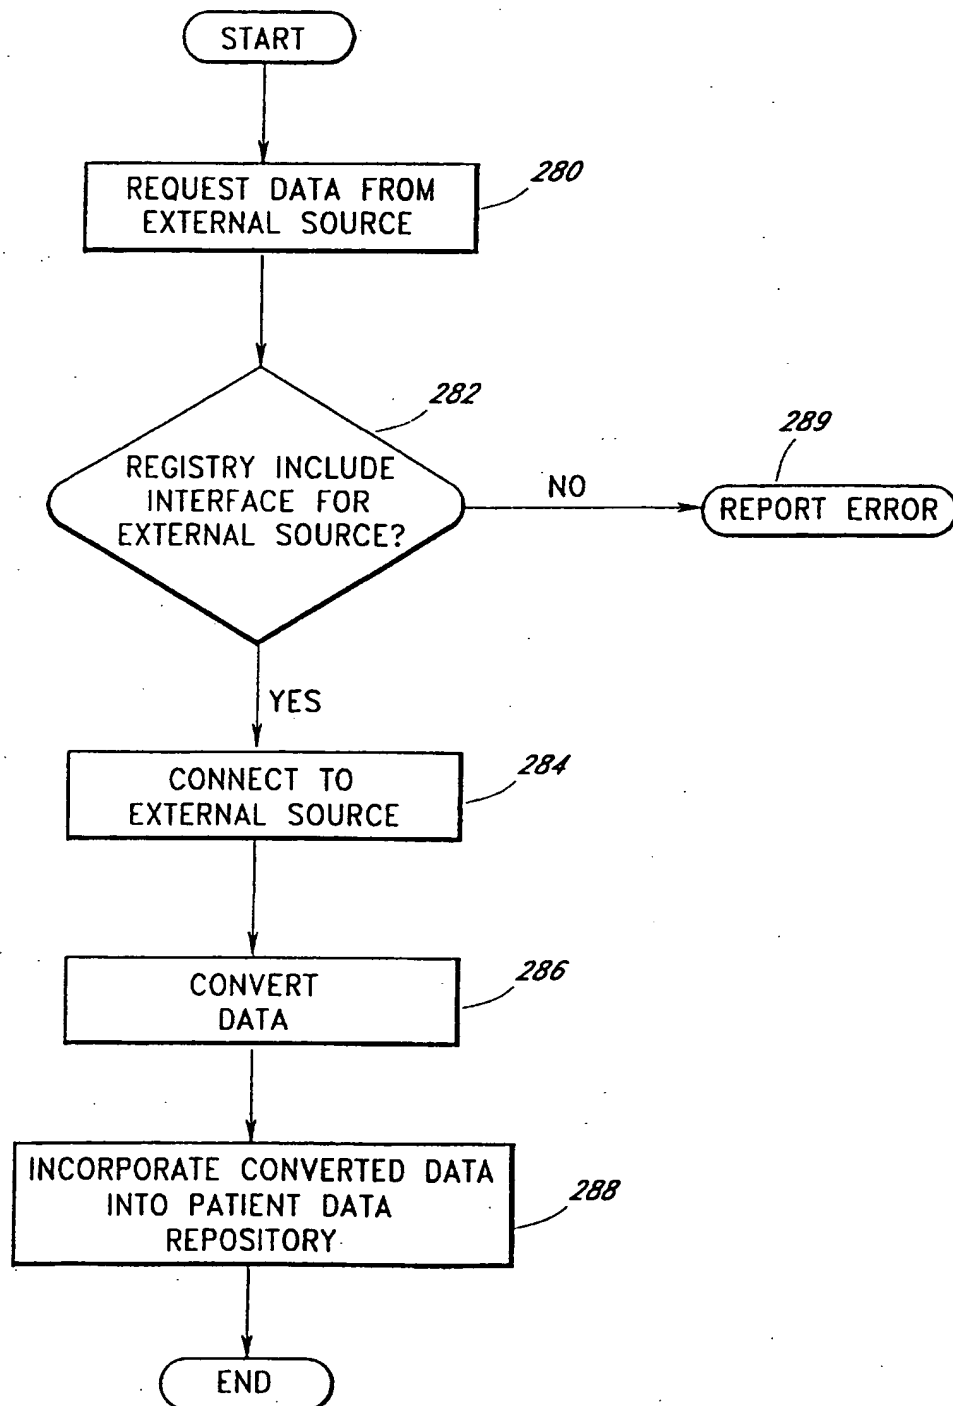 START
REQUEST DATA FROM
EXTERNAL SOURCE
280
282
REGISTRY INCLUDE
INTERFACE FOR
EXTERNAL SOURCE?
NO
289
REPORT ERROR
YES
CONNECT TO
EXTERNAL SOURCE
284
CONVERT
DATA
286
INCORPORATE CONVERTED DATA
INTO PATIENT DATA
REPOSITORY
288
END